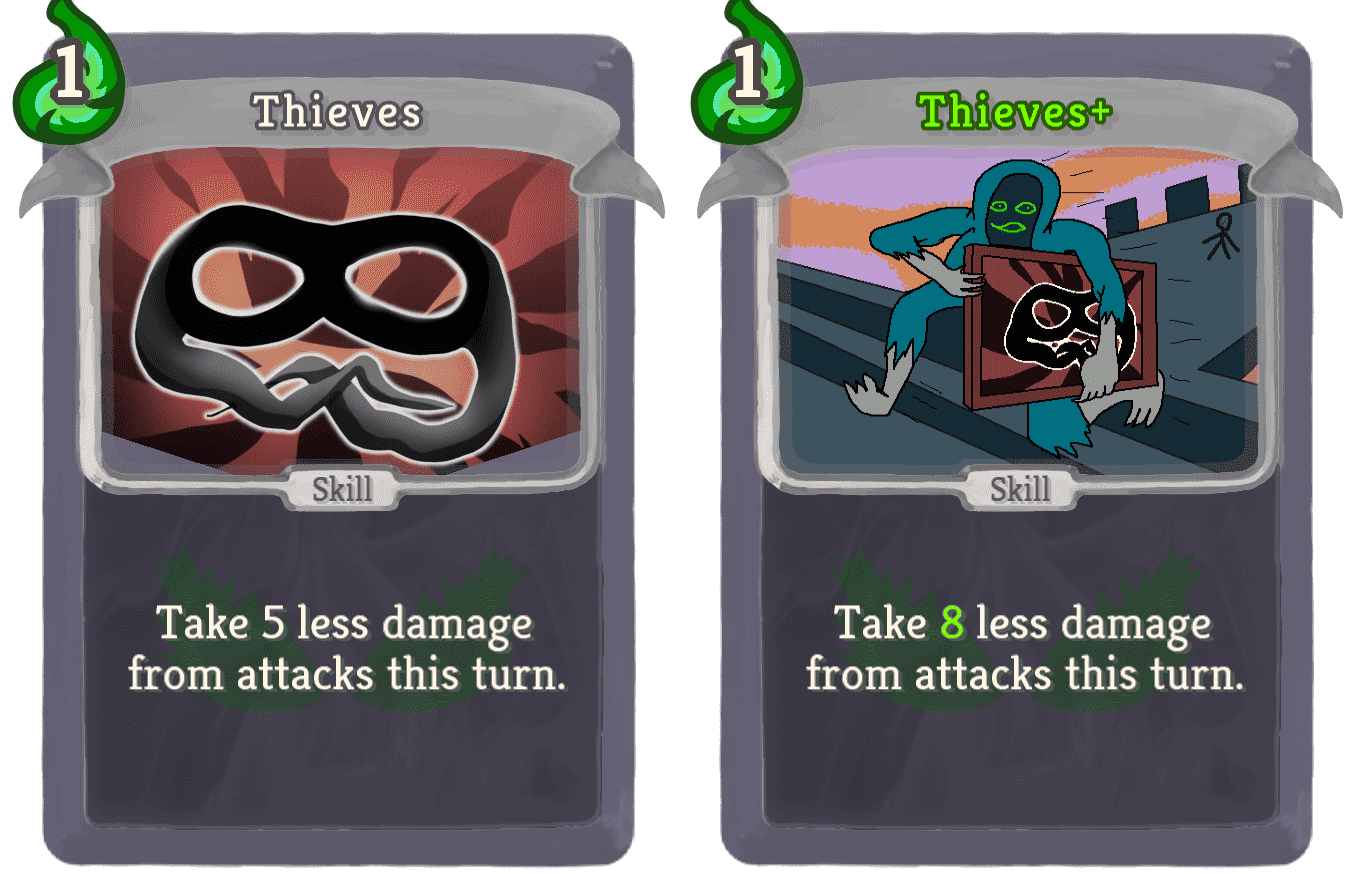 1
Thieves
Skill
Take 5 less damage
from attacks this turn.
1
Thieves+
Skill
Take 8 less damage
from attacks this turn.